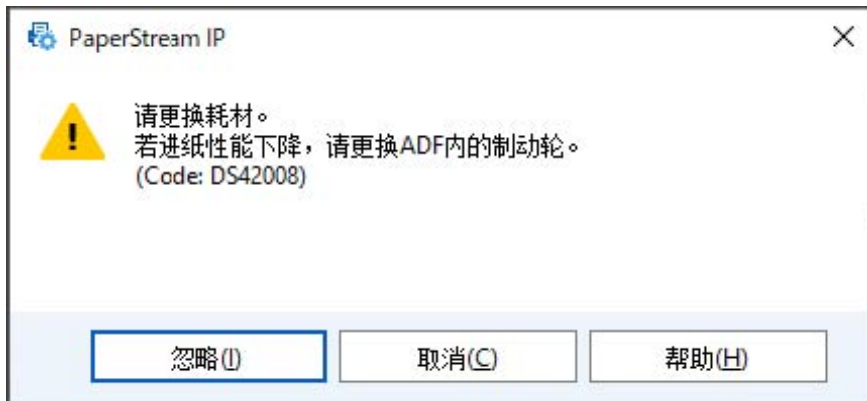 PaperStream IP
请更换耗材。
若进纸性能下降，请更换ADF内的制动轮。
(Code: DS42008)
忽略(I)
取消(C)
帮助(H)